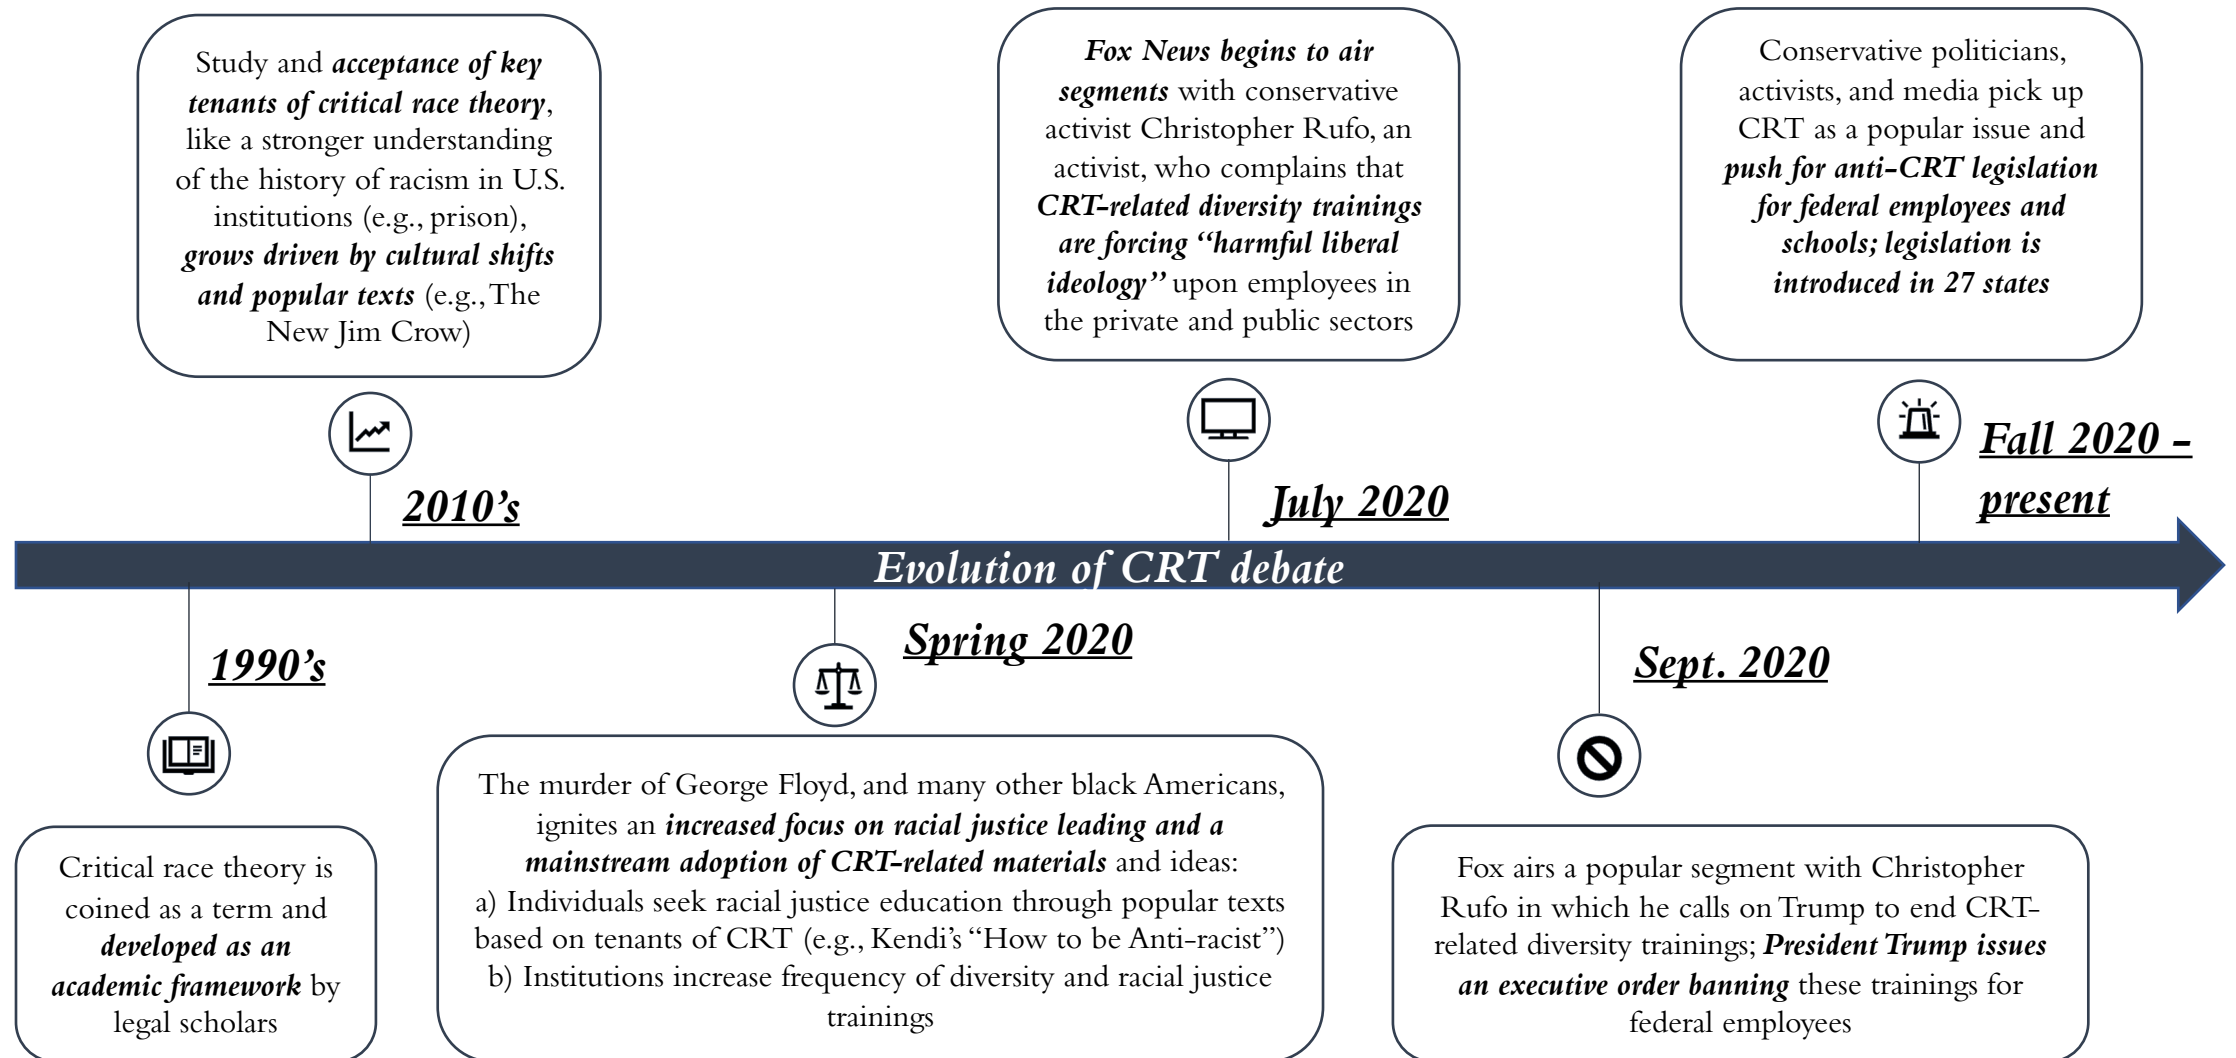 Study and acceptance of key
tenants of critical race theory,
like a stronger understanding
of the history of racism in U.S.
institutions (e.g., prison),
grows driven by cultural shifts
and popular texts (e.g., The
New Jim Crow)
Fox News begins to air
segments with conservative
activist Christopher Rufo, an
activist, who complains that
CRT-related diversity trainings
are forcing “harmful liberal
ideology” upon employees in
the private and public sectors
Conservative politicians,
activists, and media pick up
CRT as a popular issue and
push for anti-CRT legislation
for federal employees and
schools; legislation is
introduced in 27 states
2010’s
July 2020
Fall 2020 –
present
Evolution of CRT debate
1990’s
Spring 2020
Sept. 2020
Critical race theory is
coined as a term and
developed as an
academic framework by
legal scholars
The murder of George Floyd, and many other black Americans,
ignites an increased focus on racial justice leading and a
mainstream adoption of CRT-related materials and ideas:
a) Individuals seek racial justice education through popular texts
based on tenants of CRT (e.g., Kendi’s “How to be Anti-racist”)
b) Institutions increase frequency of diversity and racial justice
trainings
Fox airs a popular segment with Christopher
Rufo in which he calls on Trump to end CRT-
related diversity trainings; President Trump issues
an executive order banning these trainings for
federal employees